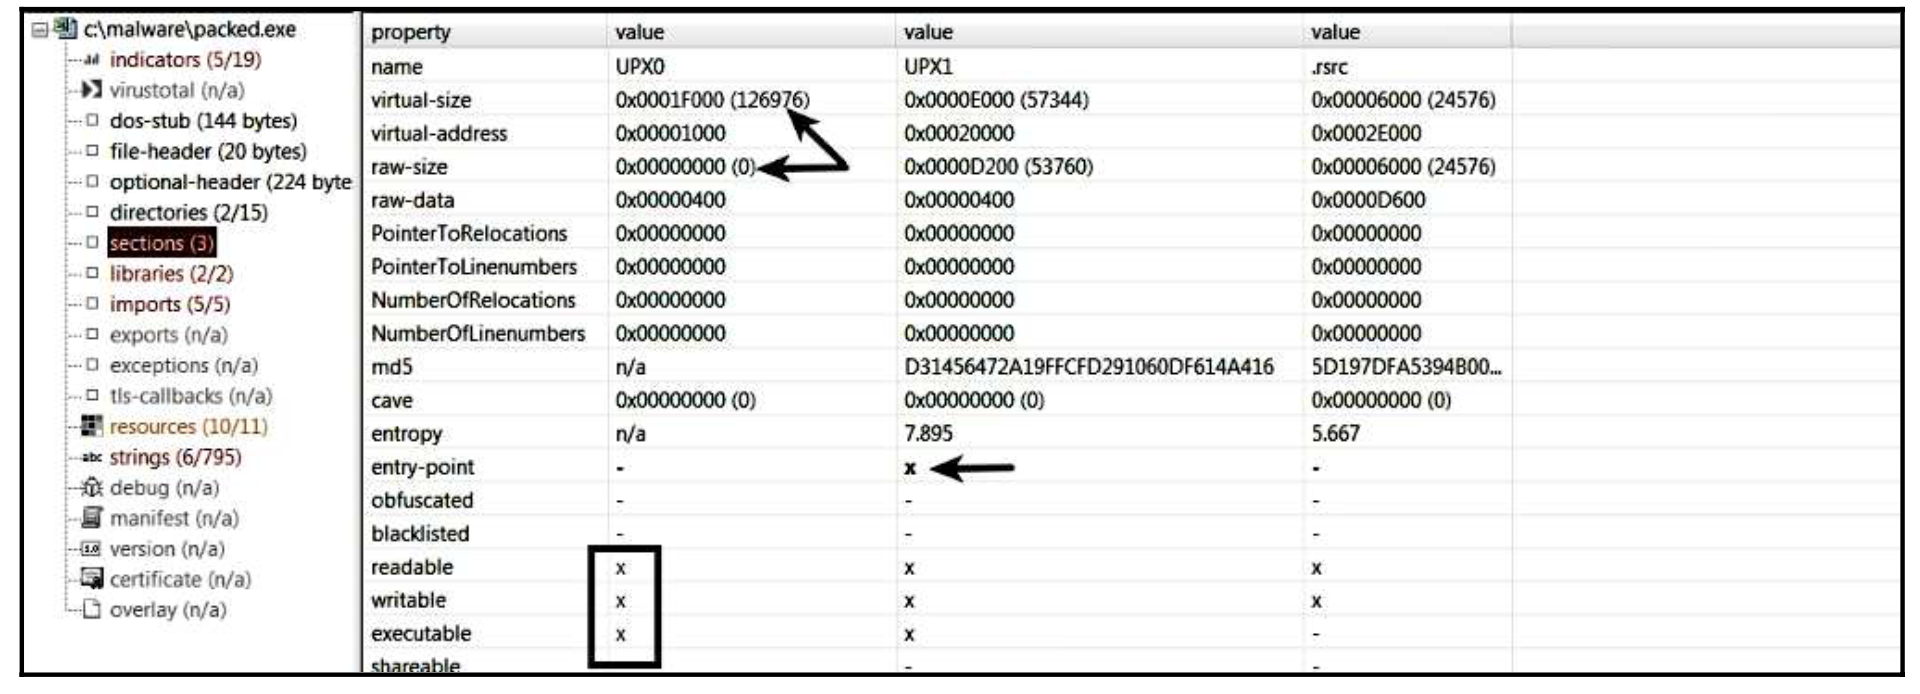 c:\malware\packed.exe
indicators (5/19)
virustotal (n/a)
dos-stub (144 bytes)
file-header (20 bytes)
optional-header (224 byte
directories (2/15)
sections (3)
libraries (2/2)
imports (5/5)
exports (n/a)
exceptions (n/a)
tls-callbacks (n/a)
resources (10/11)
abc strings (6/795)
debug (n/a)
manifest (n/a)
1.0 version (n/a)
certificate (n/a)
overlay (n/a)
property value value value
name UPX0 UPX1 .rsrc
virtual-size 0x0001F000 (126976) 0x0000E000 (57344) 0x00006000 (24576)
virtual-address 0x00001000 0x00020000 0x0002E000
raw-size 0x00000000 (0) 0x0000D200 (53760) 0x00006000 (24576)
raw-data 0x00000400 0x00000400 0x0000D600
PointerToRelocations 0x00000000 0x00000000 0x00000000
PointerToLinenumbers 0x00000000 0x00000000 0x00000000
NumberOfRelocations 0x00000000 0x00000000 0x00000000
NumberOfLinenumbers 0x00000000 0x00000000 0x00000000
md5 n/a D31456472A19FFCFD291060DF614A416 5D197DFA5394B00...
cave 0x00000000 (0) 0x00000000 (0) 0x00000000 (0)
entropy n/a 7.895 5.667
entry-point - x -
obfuscated - - -
blacklisted - - -
readable x x x
writable x x x
executable x x -
shareable - -